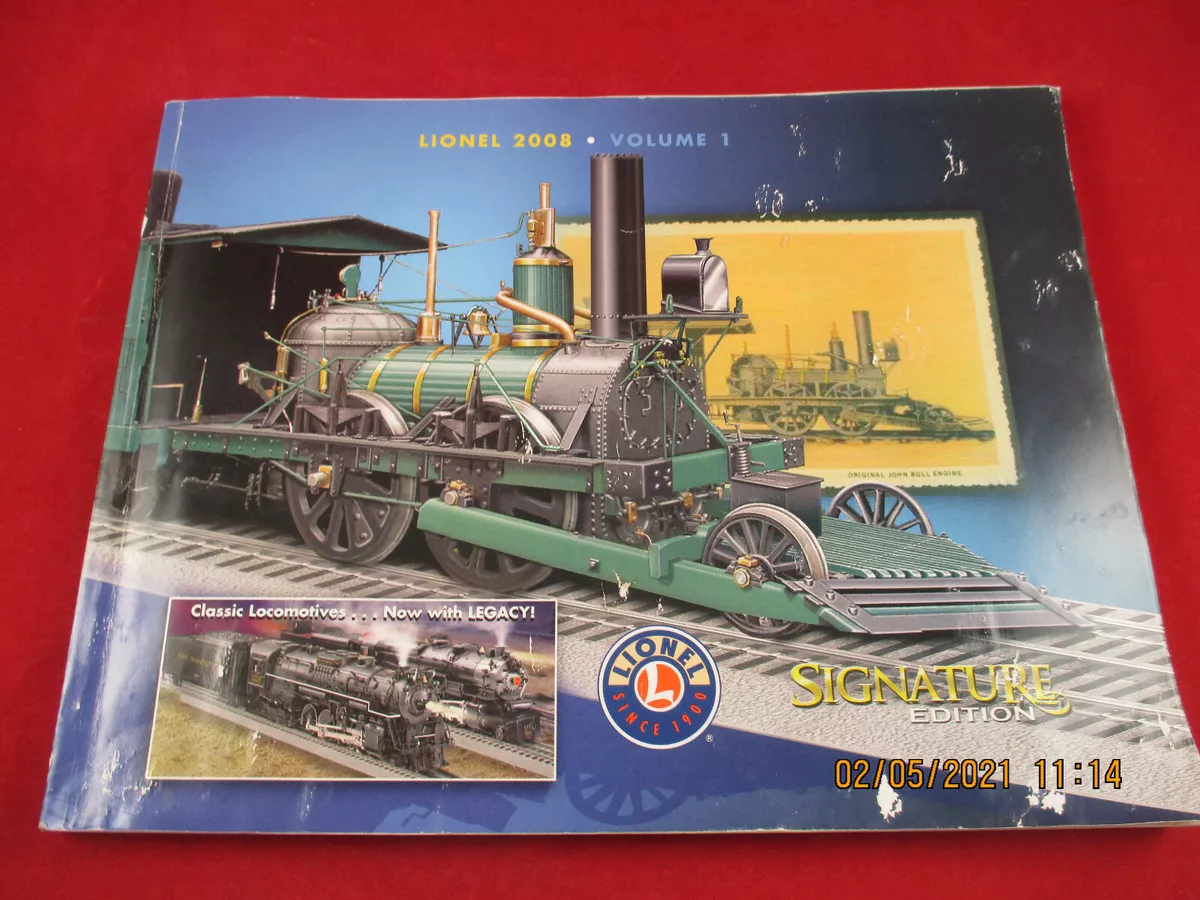 LIONEL 2008 • VOLUME 1
ORIGINAL JOHN BULL ENGINE.
Classic Locomotives . . . Now with LEGACY!
LIONEL
L
SINCE 1900
®
SIGNATURE
EDITION
02/05/2021 11:14